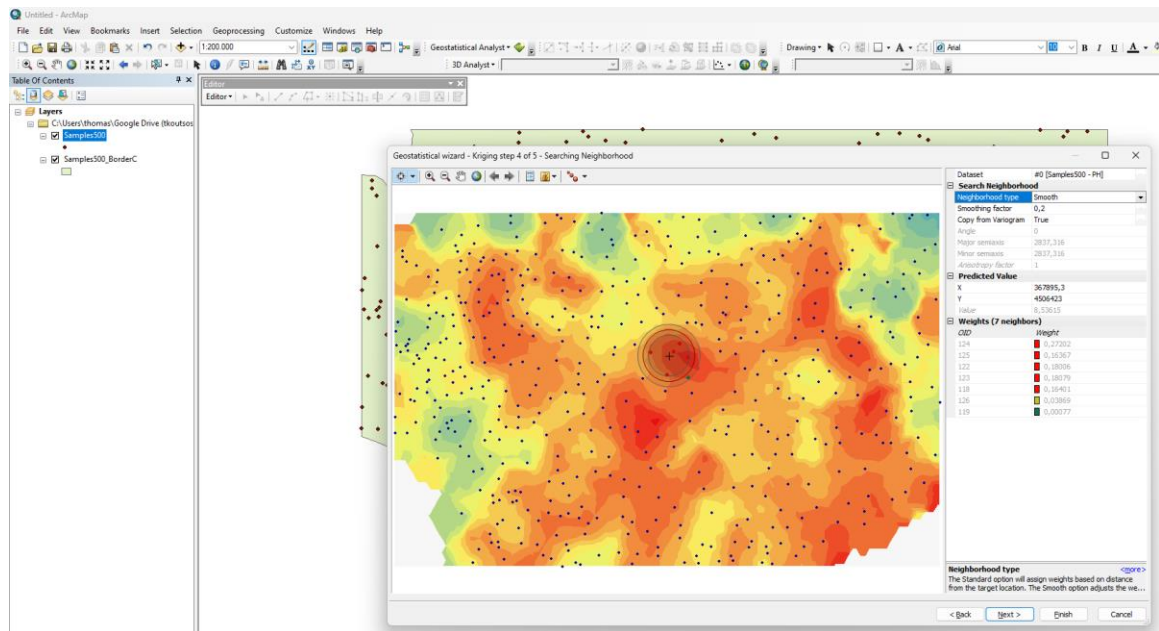 Untitled - ArcMap
File Edit View Bookmarks Insert Selection Geoprocessing Customize Windows Help
1:200.000
Geostatistical Analyst
Drawing
A
Arial
10
B I U A
3D Analyst
Table Of Contents
Editor
Editor
Layers
C:\Users\thomas\Google Drive (tkoutsos
Samples500
Samples500_BorderC
Geostatistical wizard - Kriging step 4 of 5 - Searching Neighborhood
Dataset #0 [Samples500 - PH]
Search Neighborhood
Neighborhood type Smooth
Smoothing factor 0,2
Copy from Variogram True
Angle 0
Major semiaxis 2837,316
Minor semiaxis 2837,316
Anisotropy factor 1
Predicted Value
X 367895,3
Y 4506423
Value 8,53615
Weights (7 neighbors)
OID Weight
124 0,27202
125 0,16367
122 0,18006
123 0,18079
118 0,16401
126 0,03869
119 0,00077
Neighborhood type <more>
The Standard option will assign weights based on distance
from the target location. The Smooth option adjusts the we...
< Back Next > Finish Cancel